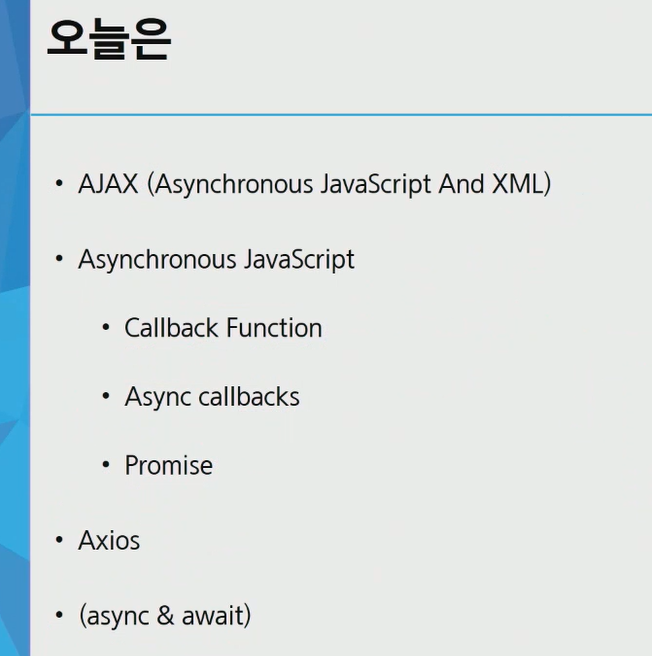 오늘은
• AJAX (Asynchronous JavaScript And XML)
• Asynchronous JavaScript
• Callback Function
• Async callbacks
• Promise
• Axios
• (async & await)